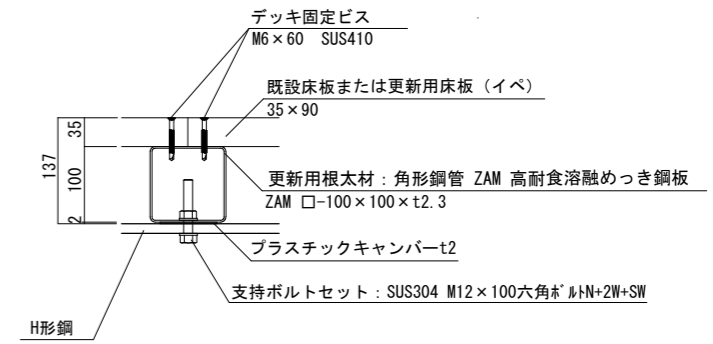 デッキ固定ビス
M6×60 SUS410
既設床板または更新用床板（イペ）
35×90
35
137
100
2
更新用根太材：角形鋼管 ZAM 高耐食溶融めっき鋼板
ZAM □-100×100×t2.3
プラスチックキャンバーt2
支持ボルトセット：SUS304 M12×100六角ﾎﾞﾙﾄN+2W+SW
H形鋼